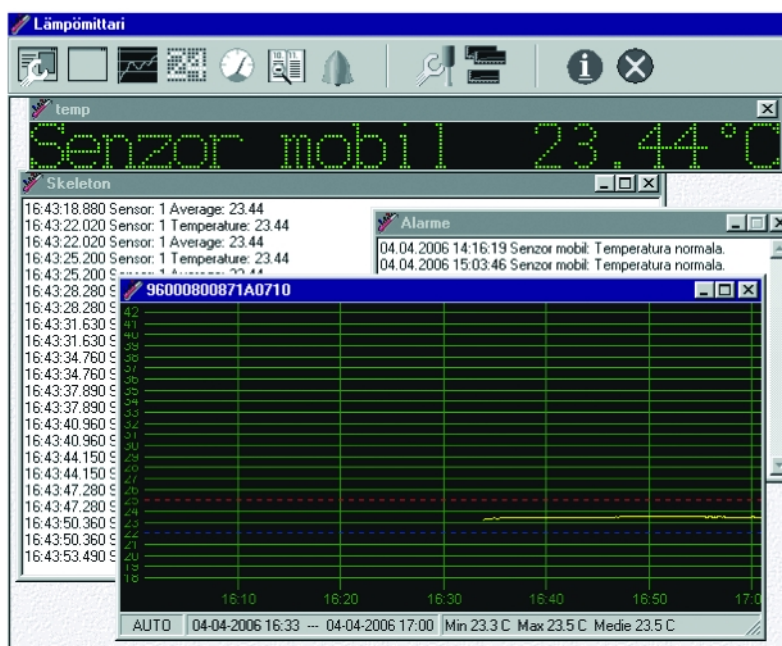 Lämpömittari
temp
Senzor mobil 23.44°C
Skeleton
16:43:18.880 Sensor: 1 Average: 23.44
16:43:22.020 Sensor: 1 Temperature: 23.44
16:43:22.020 Sensor: 1 Average: 23.44
16:43:25.200 Sensor: 1 Temperature: 23.44
16:43:25.200
16:43:28.280 S
16:43:28.280 S
16:43:31.630 S
16:43:31.630 S
16:43:34.760 S
16:43:34.760 S
16:43:37.890 S
16:43:37.890 S
16:43:40.960 S
16:43:40.960 S
16:43:44.150 S
16:43:44.150 S
16:43:47.280 S
16:43:47.280 S
16:43:50.360 S
16:43:50.360 S
16:43:53.490 S
Alarme
04.04.2006 14:16:19 Senzor mobil: Temperatura normala.
04.04.2006 15:03:46 Senzor mobil: Temperatura normala.
96000800871A0710
42
41
40
39
38
37
36
35
34
33
32
31
30
29
28
27
26
25
24
23
22
21
20
19
18
16:10 16:20 16:30 16:40 16:50 17:0
AUTO 04-04-2006 16:33 --- 04-04-2006 17:00 Min 23.3 C Max 23.5 C Medie 23.5 C